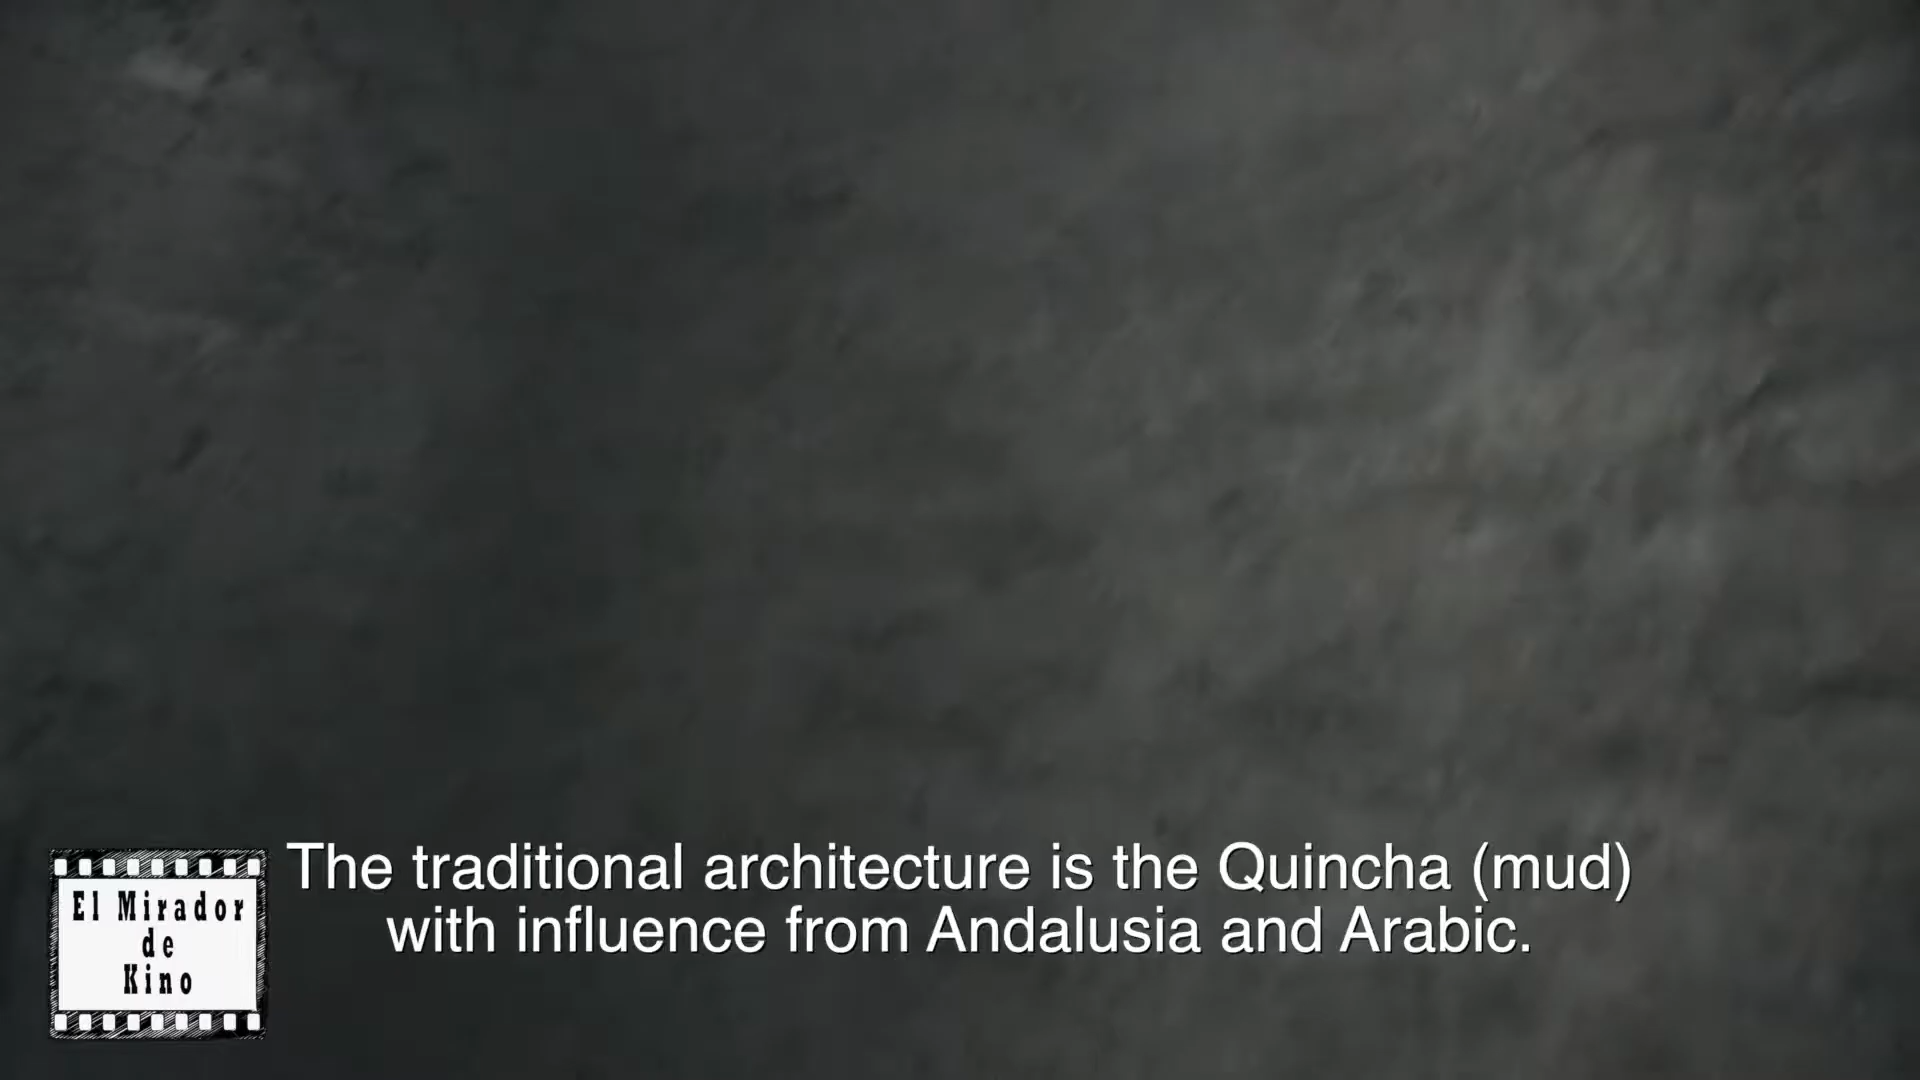 The traditional architecture is the Quincha (mud)
with influence from Andalusia and Arabic.
El Mirador
de
Kino